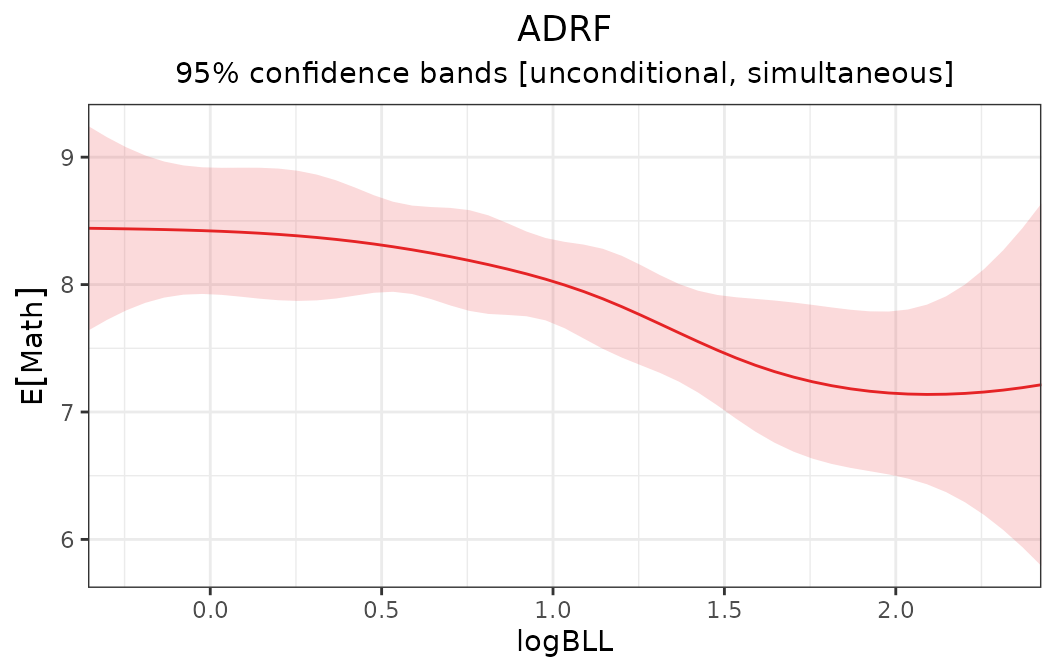 ADRF
95% confidence bands [unconditional, simultaneous]
E[Math]
9
8
7
6
0.0 0.5 1.0 1.5 2.0
logBLL